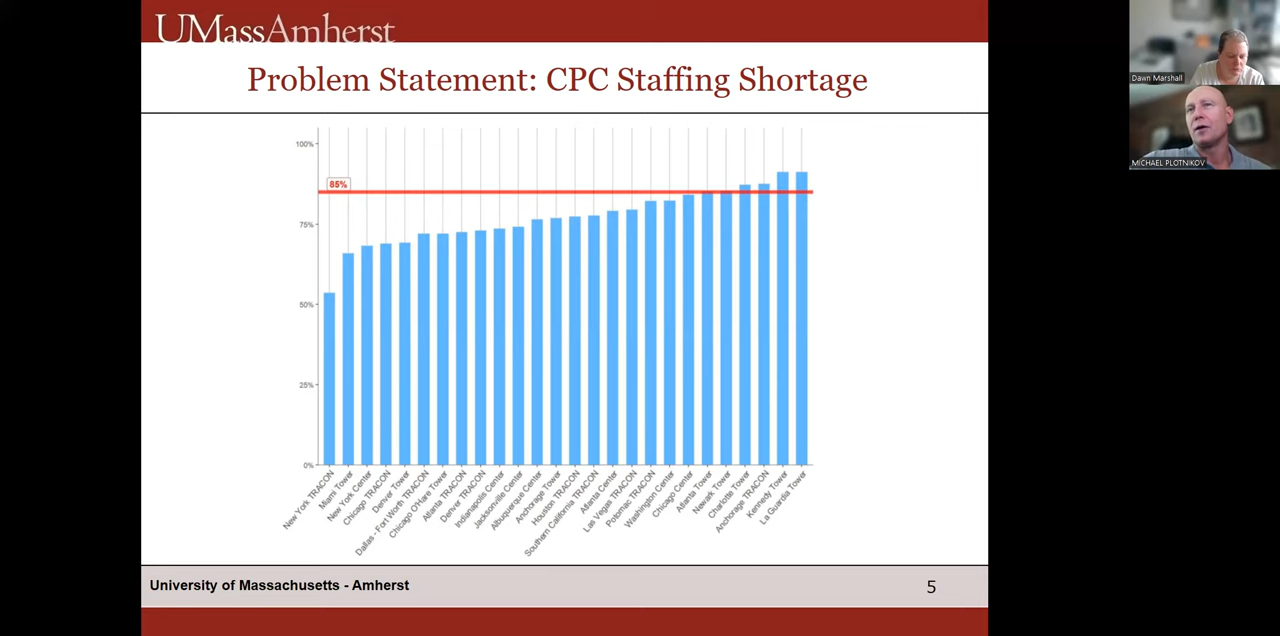 UMassAmherst
Problem Statement: CPC Staffing Shortage
100%
85%
75%
50%
25%
0%
New York TRACON
Miami Tower
New York Center
Chicago TRACON
Denver Tower
Dallas - Fort Worth TRACON
Chicago O'Hare Tower
Atlanta TRACON
Denver TRACON
Indianapolis Center
Jacksonville Center
Albuquerque Center
Anchorage Tower
Houston TRACON
Southern California TRACON
Atlanta Center
Las Vegas TRACON
Potomac TRACON
Washington Center
Chicago Center
Atlanta Tower
Newark Tower
Charlotte Tower
Anchorage TRACON
Kennedy Tower
La Guardia Tower
University of Massachusetts - Amherst
5
Dawn Marshall
MICHAEL PLOTNIKOV